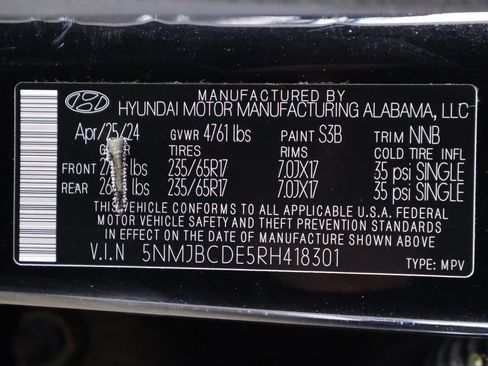 MANUFACTURED BY
HYUNDAI MOTOR MANUFACTURING ALABAMA, LLC
Apr/25/24 GVWR 4761 lbs PAINT S3B TRIM NNB
TIRES RIMS COLD TIRE INFL
FRONT lbs 235/65R17 7.0JX17 35 psi SINGLE
REAR lbs 235/65R17 7.0JX17 35 psi SINGLE
THIS VEHICLE CONFORMS TO ALL APPLICABLE U.S.A. FEDERAL
MOTOR VEHICLE SAFETY AND THEFT PREVENTION STANDARDS
IN EFFECT ON THE DATE OF MANUFACTURE SHOWN ABOVE.
V.I.N 5NMJBCDE5RH418301 TYPE: MPV